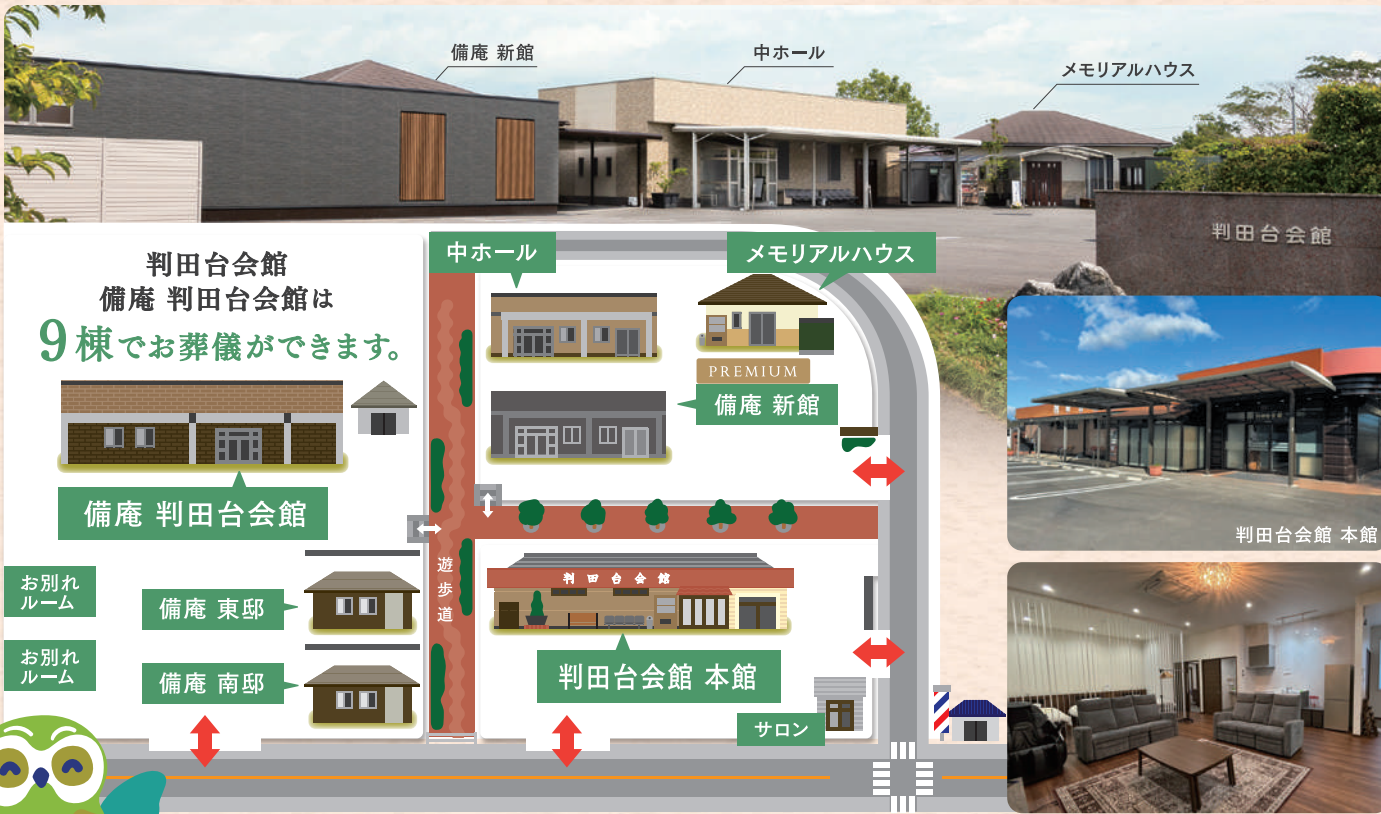 備庵 新館
中ホール
メモリアルハウス
判田台会館
判田台会館
備庵 判田台会館は
9棟でお葬儀ができます。
中ホール
メモリアルハウス
PREMIUM
備庵 新館
備庵 判田台会館
お別れ
ルーム
備庵 東邸
お別れ
ルーム
備庵 南邸
遊歩道
判田台会館
判田台会館 本館
サロン
判田台会館 本館